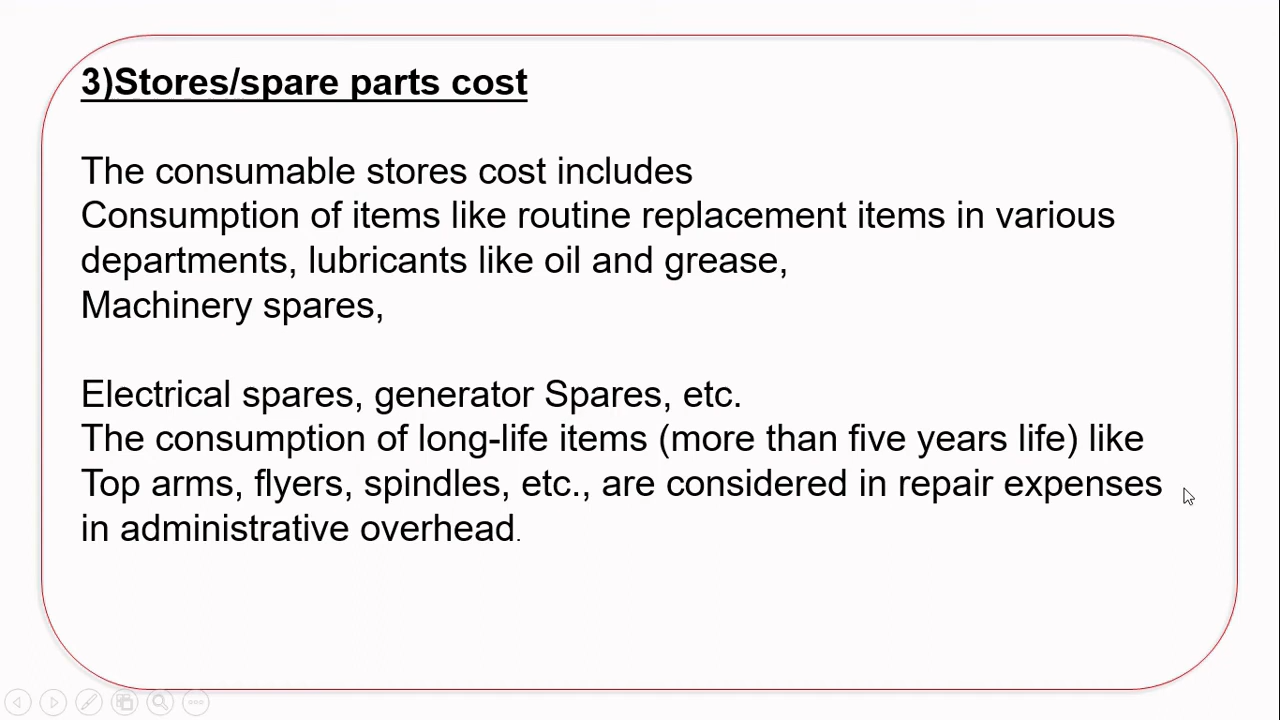 3)Stores/spare parts cost
The consumable stores cost includes
Consumption of items like routine replacement items in various
departments, lubricants like oil and grease,
Machinery spares,
Electrical spares, generator Spares, etc.
The consumption of long-life items (more than five years life) like
Top arms, flyers, spindles, etc., are considered in repair expenses
in administrative overhead.